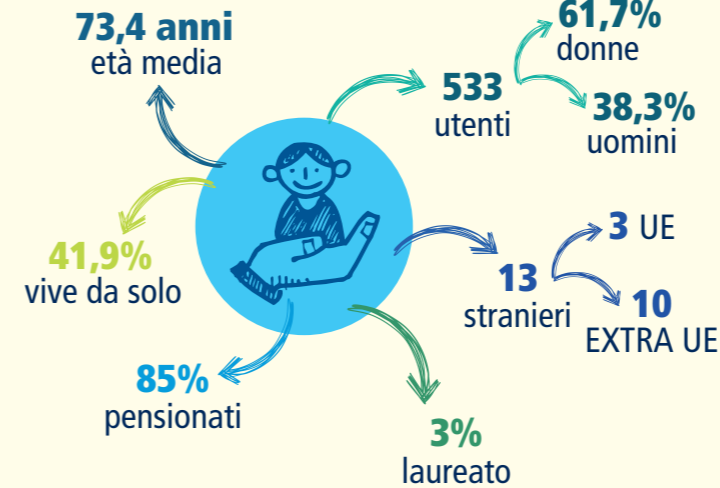 73,4 anni
età media
533
utenti
61,7%
donne
38,3%
uomini
41,9%
vive da solo
13
stranieri
3 UE
10
EXTRA UE
85%
pensionati
3%
laureato